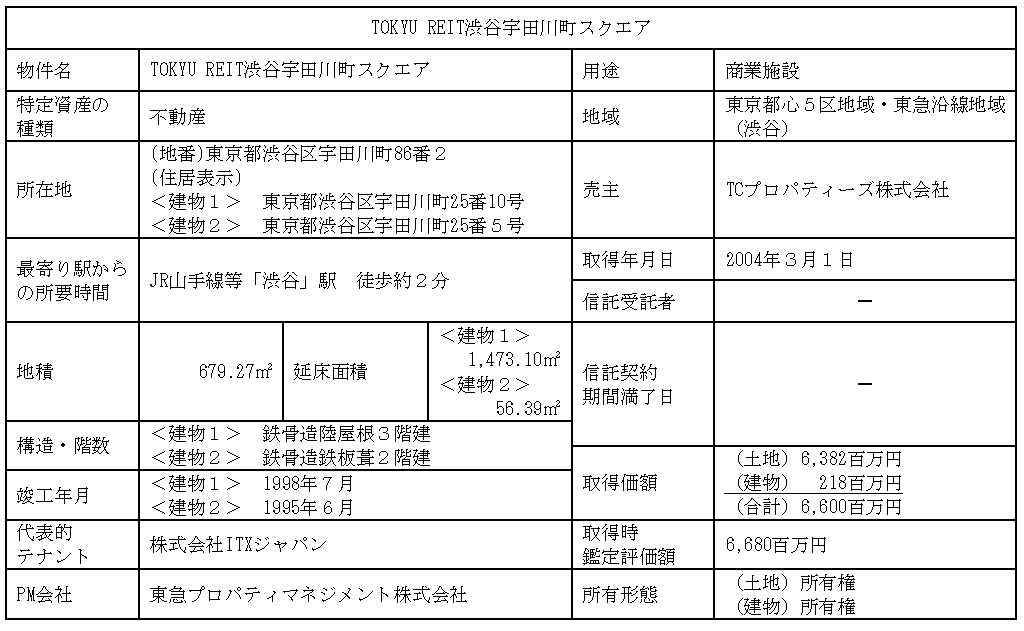 TOKYU REIT渋谷宇田川町スクエア
物件名
TOKYU REIT渋谷宇田川町スクエア
用途
商業施設
特定資産の
種類
不動産
地域
東京都心５区地域・東急沿線地域
（渋谷）
所在地
(地番)東京都渋谷区宇田川町86番２
(住居表示)
＜建物１＞　東京都渋谷区宇田川町25番10号
＜建物２＞　東京都渋谷区宇田川町25番５号
売主
TCプロパティーズ株式会社
最寄り駅から
の所要時間
JR山手線等「渋谷」駅　徒歩約２分
取得年月日
2004年３月１日
信託受託者
―
地積
679.27㎡
延床面積
＜建物１＞
1,473.10㎡
＜建物２＞
56.39㎡
信託契約
期間満了日
―
構造・階数
＜建物１＞　鉄骨造陸屋根３階建
＜建物２＞　鉄骨造鉄板葺２階建
取得価額
（土地）6,382百万円
（建物）　218百万円
（合計）6,600百万円
竣工年月
＜建物１＞　1998年７月
＜建物２＞　1995年６月
代表的
テナント
株式会社ITXジャパン
取得時
鑑定評価額
6,680百万円
PM会社
東急プロパティマネジメント株式会社
所有形態
（土地）所有権
（建物）所有権